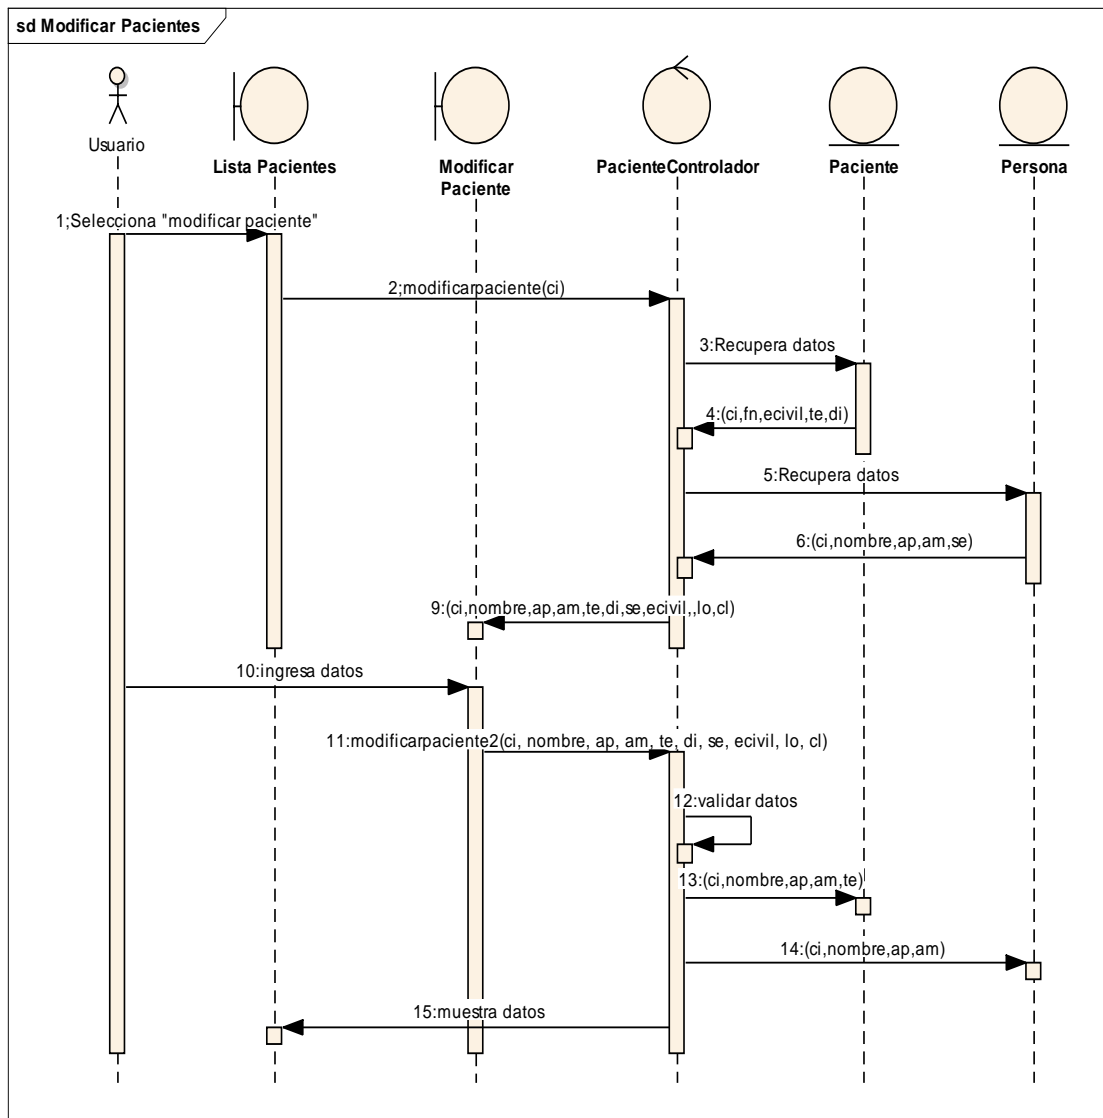 sd Modificar Pacientes
Usuario
Lista Pacientes
Modificar
Paciente
PacienteControlador
Paciente
Persona
1;Selecciona "modificar paciente"
2;modificarpaciente(ci)
3:Recupera datos
4:(ci,fn,ecivil,te,di)
5:Recupera datos
6:(ci,nombre,ap,am,se)
9:(ci,nombre,ap,am,te,di,se,ecivil,,lo,cl)
10:ingresa datos
11:modificarpaciente2(ci, nombre, ap, am, te, di, se, ecivil, lo, cl)
12:validar datos
13:(ci,nombre,ap,am,te)
14:(ci,nombre,ap,am)
15:muestra datos